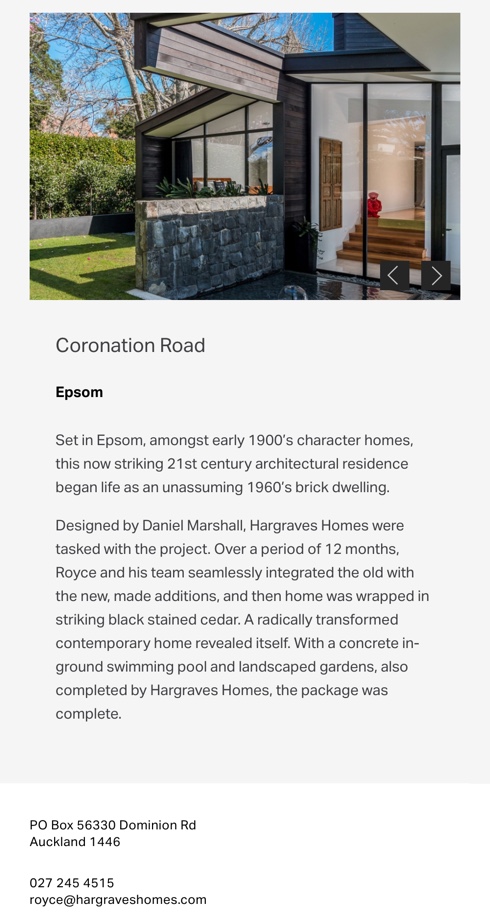 Coronation Road
Epsom
Set in Epsom, amongst early 1900's character homes,
this now striking 21st century architectural residence
began life as an unassuming 1960's brick dwelling.
Designed by Daniel Marshall, Hargraves Homes were
tasked with the project. Over a period of 12 months,
Royce and his team seamlessly integrated the old with
the new, made additions, and then home was wrapped in
striking black stained cedar. A radically transformed
contemporary home revealed itself. With a concrete in-
ground swimming pool and landscaped gardens, also
completed by Hargraves Homes, the package was
complete.
PO Box 56330 Dominion Rd
Auckland 1446
027 245 4515
royce@hargraveshomes.com